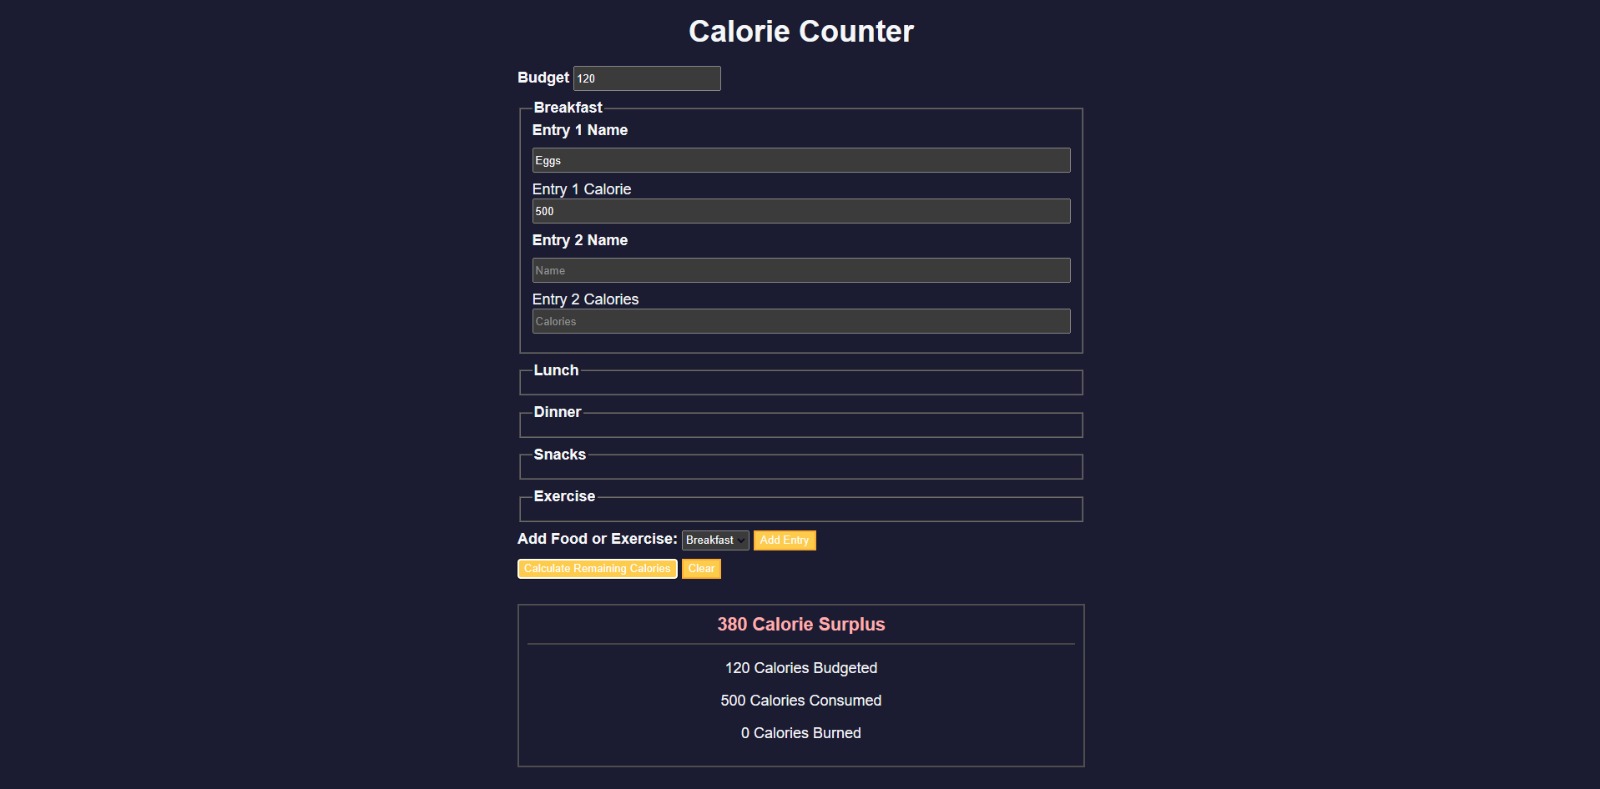 Calorie Counter
Budget 120
Breakfast
Entry 1 Name
Eggs
Entry 1 Calorie
500
Entry 2 Name
Name
Entry 2 Calories
Calories
Lunch
Dinner
Snacks
Exercise
Add Food or Exercise: Breakfast Add Entry
Calculate Remaining Calories Clear
380 Calorie Surplus
120 Calories Budgeted
500 Calories Consumed
0 Calories Burned